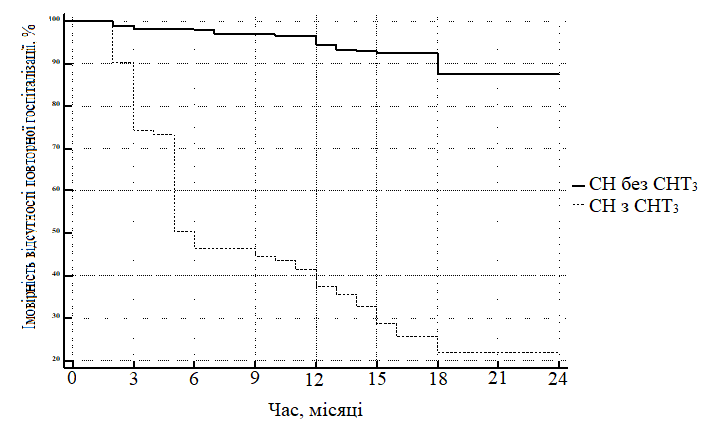 Імовірність відсутності повторної госпіталізації. %
100
90
80
70
60
50
40
30
20
0 3 6 9 12 15 18 21 24
Час, місяці
СН без СНТ₃
СН з СНТ₃